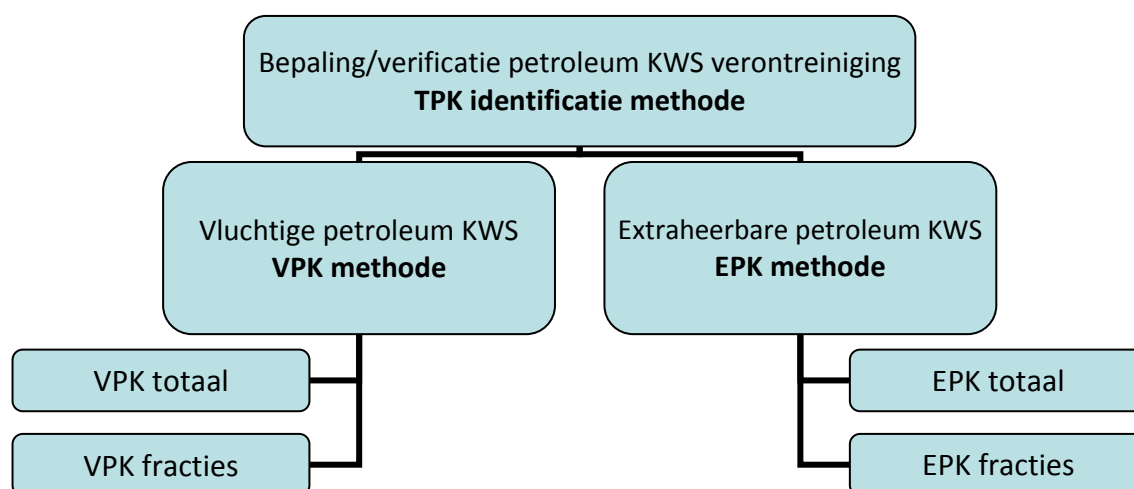 Bepaling/verificatie petroleum KWS verontreiniging
TPK identificatie methode
Vluchtige petroleum KWS
VPK methode
Extraheerbare petroleum KWS
EPK methode
VPK totaal
EPK totaal
VPK fracties
EPK fracties